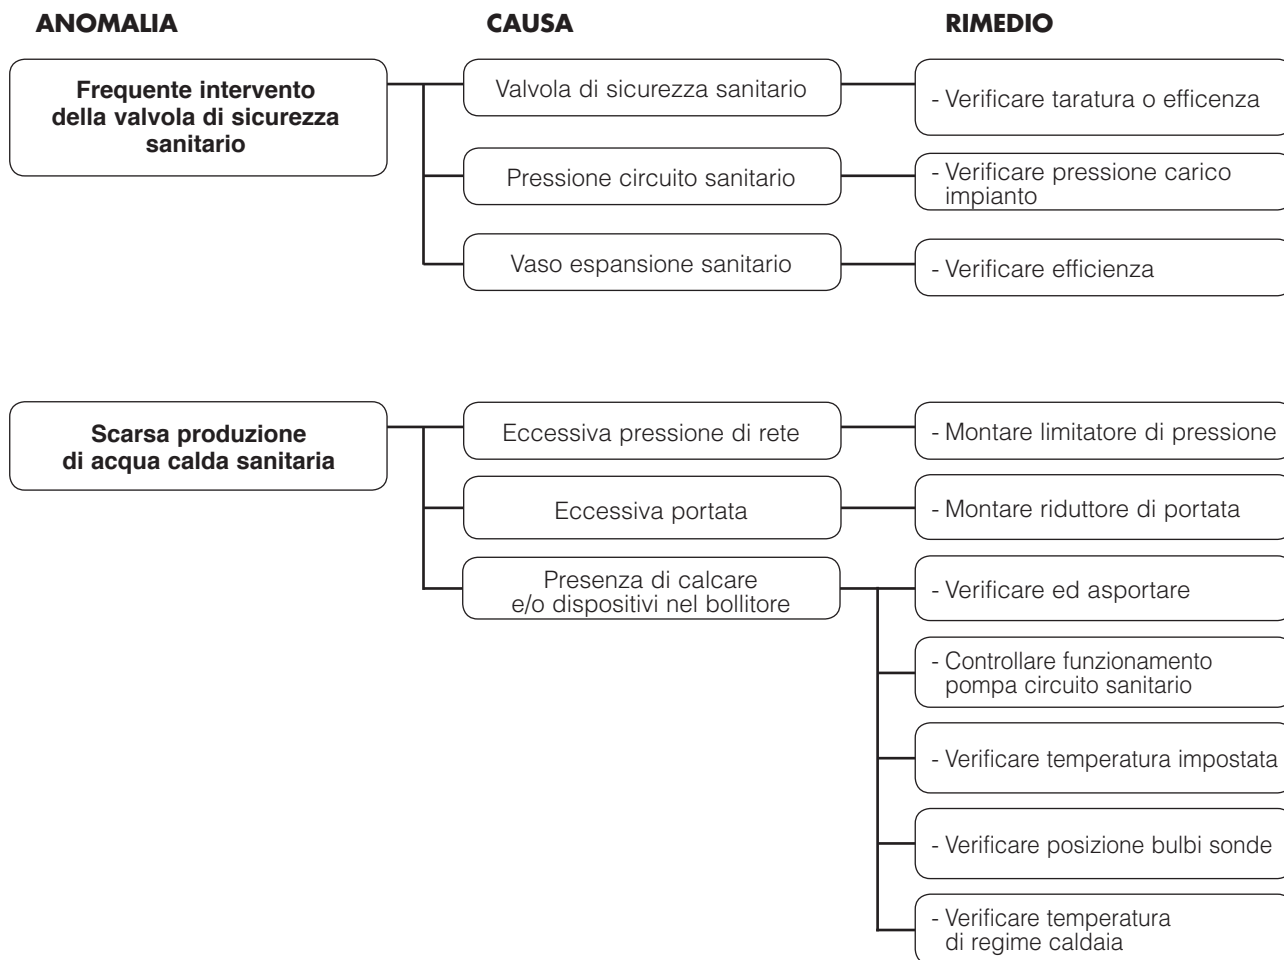 ANOMALIA
CAUSA
RIMEDIO
Frequente intervento
della valvola di sicurezza
sanitario
Valvola di sicurezza sanitario
- Verificare taratura o efficenza
Pressione circuito sanitario
- Verificare pressione carico
impianto
Vaso espansione sanitario
- Verificare efficienza
Scarsa produzione
di acqua calda sanitaria
Eccessiva pressione di rete
- Montare limitatore di pressione
Eccessiva portata
- Montare riduttore di portata
Presenza di calcare
e/o dispositivi nel bollitore
- Verificare ed asportare
- Controllare funzionamento
pompa circuito sanitario
- Verificare temperatura impostata
- Verificare posizione bulbi sonde
- Verificare temperatura
di regime caldaia